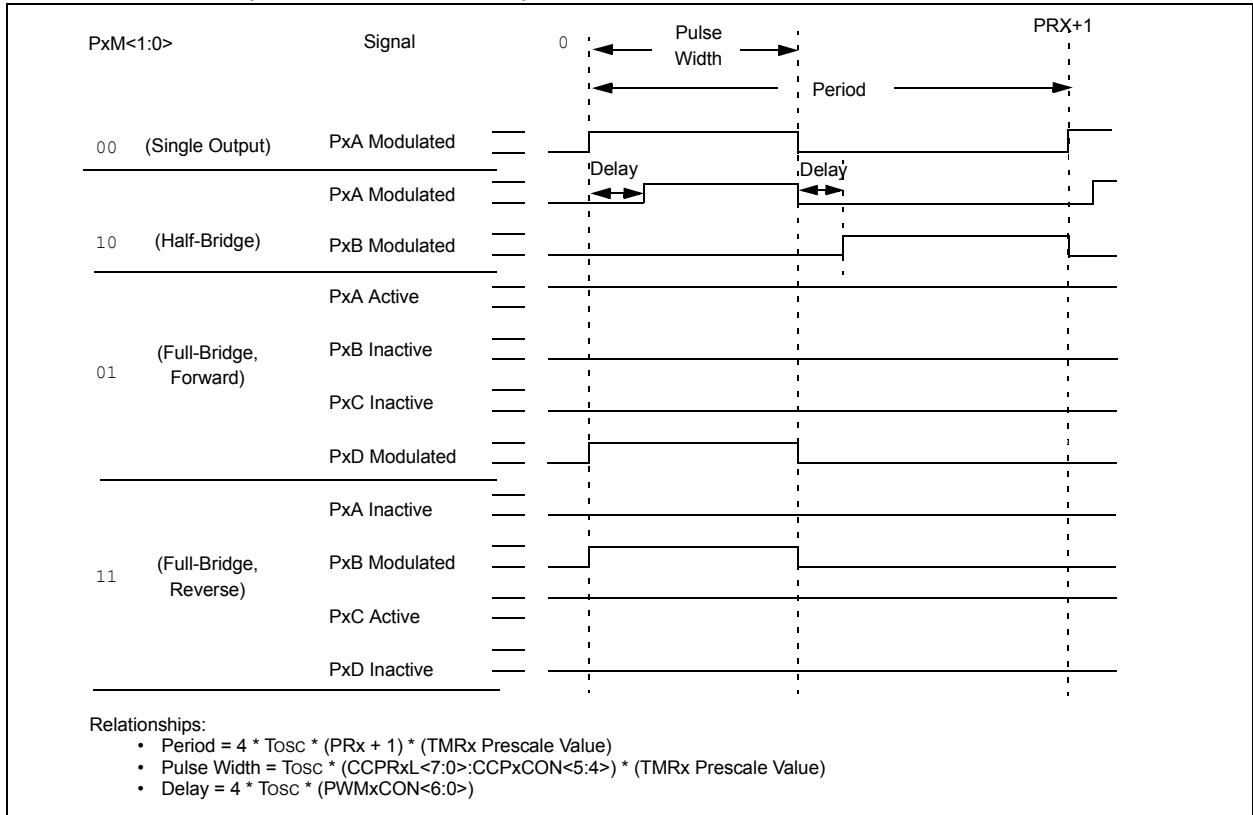 PxM<1:0>
Signal
0
Pulse
Width
PRX+1
Period
00 (Single Output) PxA Modulated
Delay Delay
PxA Modulated
10 (Half-Bridge) PxB Modulated
PxA Active
PxB Inactive
01 (Full-Bridge,
Forward)
PxC Inactive
PxD Modulated
PxA Inactive
PxB Modulated
11 (Full-Bridge,
Reverse)
PxC Active
PxD Inactive
Relationships:
• Period = 4 * TOSC * (PRx + 1) * (TMRx Prescale Value)
• Pulse Width = TOSC * (CCPRxL<7:0>:CCPxCON<5:4>) * (TMRx Prescale Value)
• Delay = 4 * TOSC * (PWMxCON<6:0>)